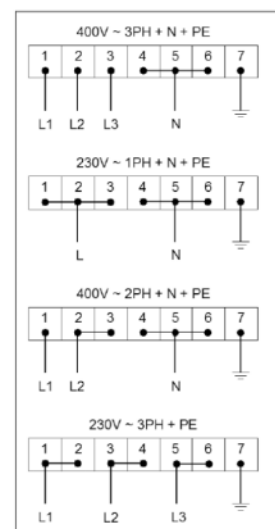 400V ~ 3PH + N + PE
1 2 3 4 5 6 7
L1 L2 L3 N
230V ~ 1PH + N + PE
1 2 3 4 5 6 7
L N
400V ~ 2PH + N + PE
1 2 3 4 5 6 7
L1 L2 N
230V ~ 3PH + PE
1 2 3 4 5 6 7
L1 L2 L3